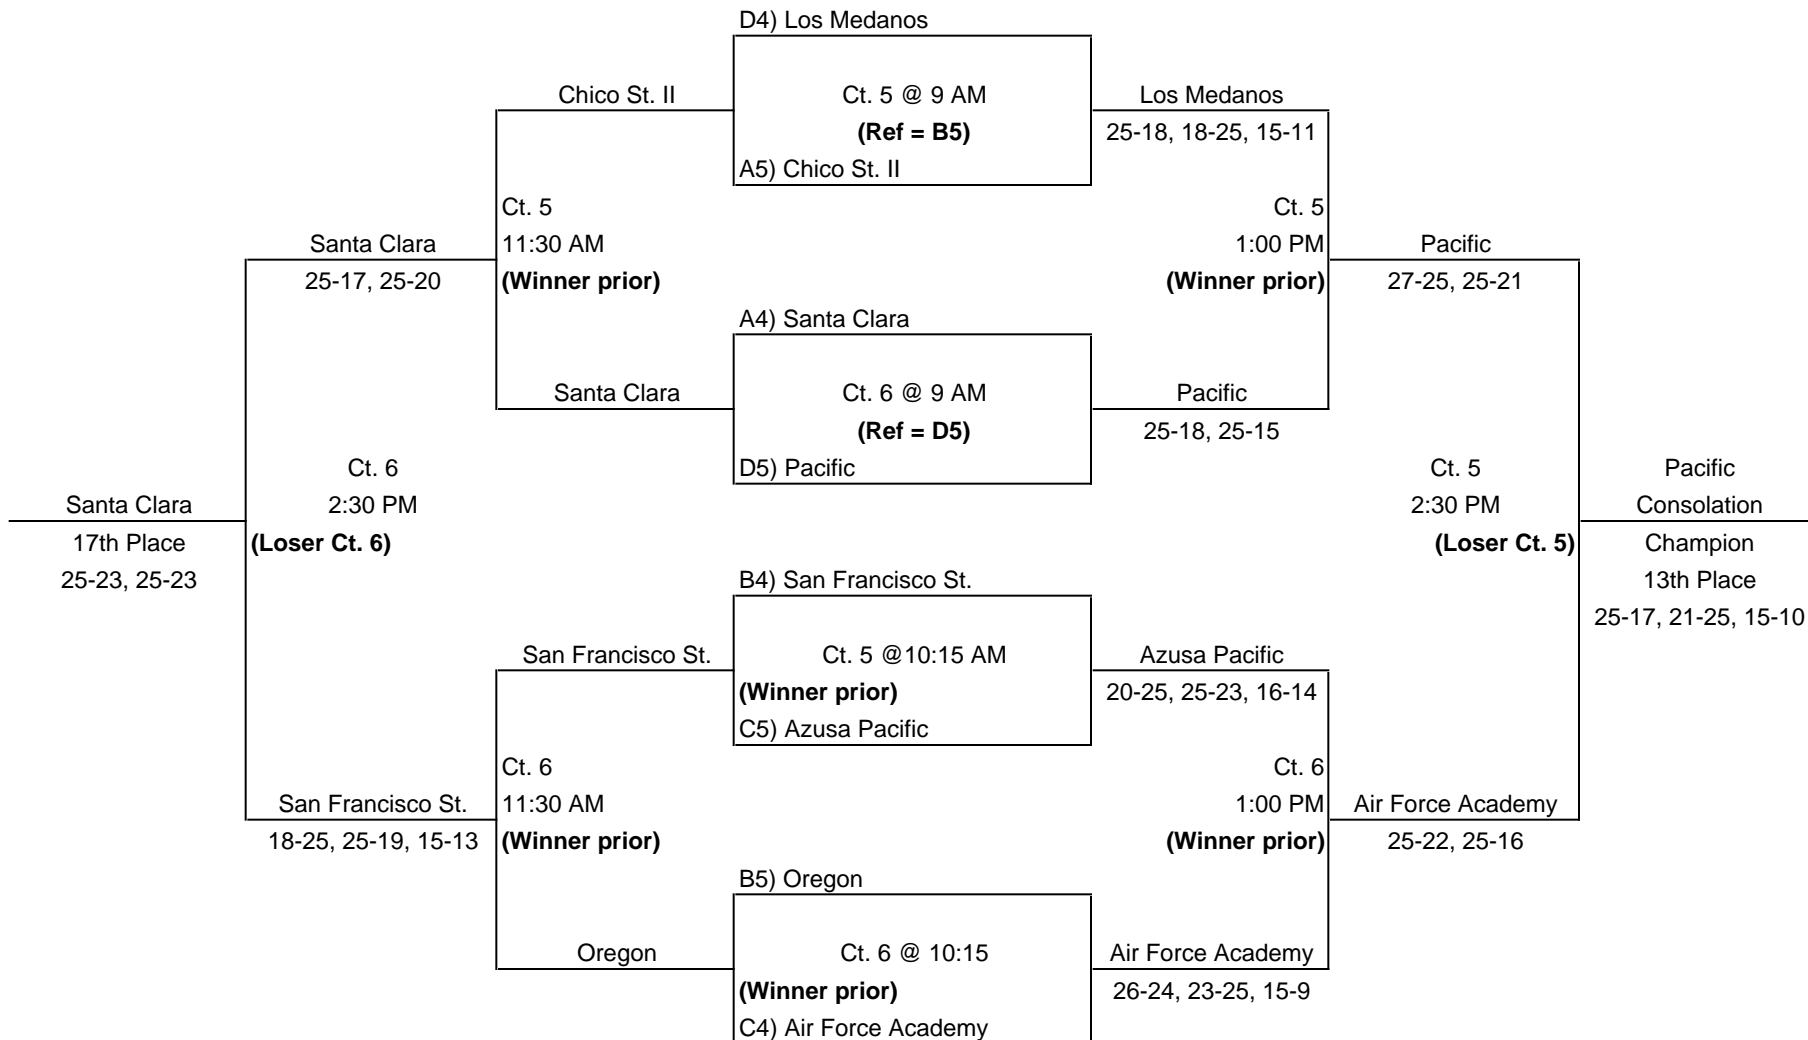 D4) Los Medanos
Chico St. II
Ct. 5 @ 9 AM
Los Medanos
(Ref = B5)
25-18, 18-25, 15-11
A5) Chico St. II
Ct. 5
Ct. 5
Santa Clara
11:30 AM
1:00 PM
Pacific
25-17, 25-20
(Winner prior)
(Winner prior)
27-25, 25-21
A4) Santa Clara
Santa Clara
Ct. 6 @ 9 AM
Pacific
(Ref = D5)
25-18, 25-15
Ct. 6
D5) Pacific
Ct. 5
Pacific
Santa Clara
2:30 PM
2:30 PM
Consolation
17th Place
(Loser Ct. 6)
(Loser Ct. 5)
Champion
25-23, 25-23
B4) San Francisco St.
13th Place
25-17, 21-25, 15-10
San Francisco St.
Ct. 5 @10:15 AM
Azusa Pacific
(Winner prior)
20-25, 25-23, 16-14
C5) Azusa Pacific
Ct. 6
Ct. 6
San Francisco St.
11:30 AM
1:00 PM
Air Force Academy
18-25, 25-19, 15-13
(Winner prior)
(Winner prior)
25-22, 25-16
B5) Oregon
Oregon
Ct. 6 @ 10:15
Air Force Academy
(Winner prior)
26-24, 23-25, 15-9
C4) Air Force Academy